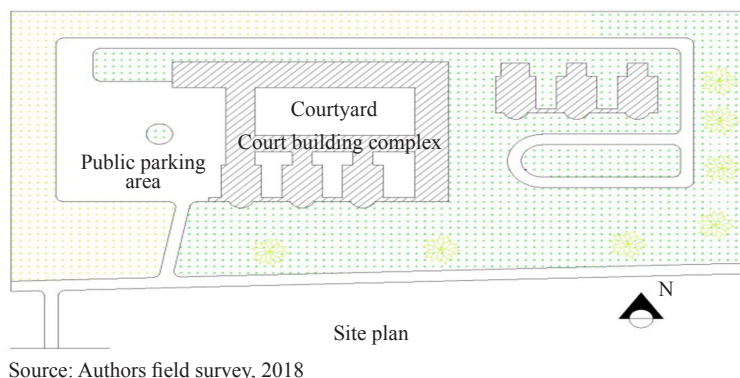 Courtyard
Court building complex
Public parking
area
N
Site plan
Source: Authors field survey, 2018